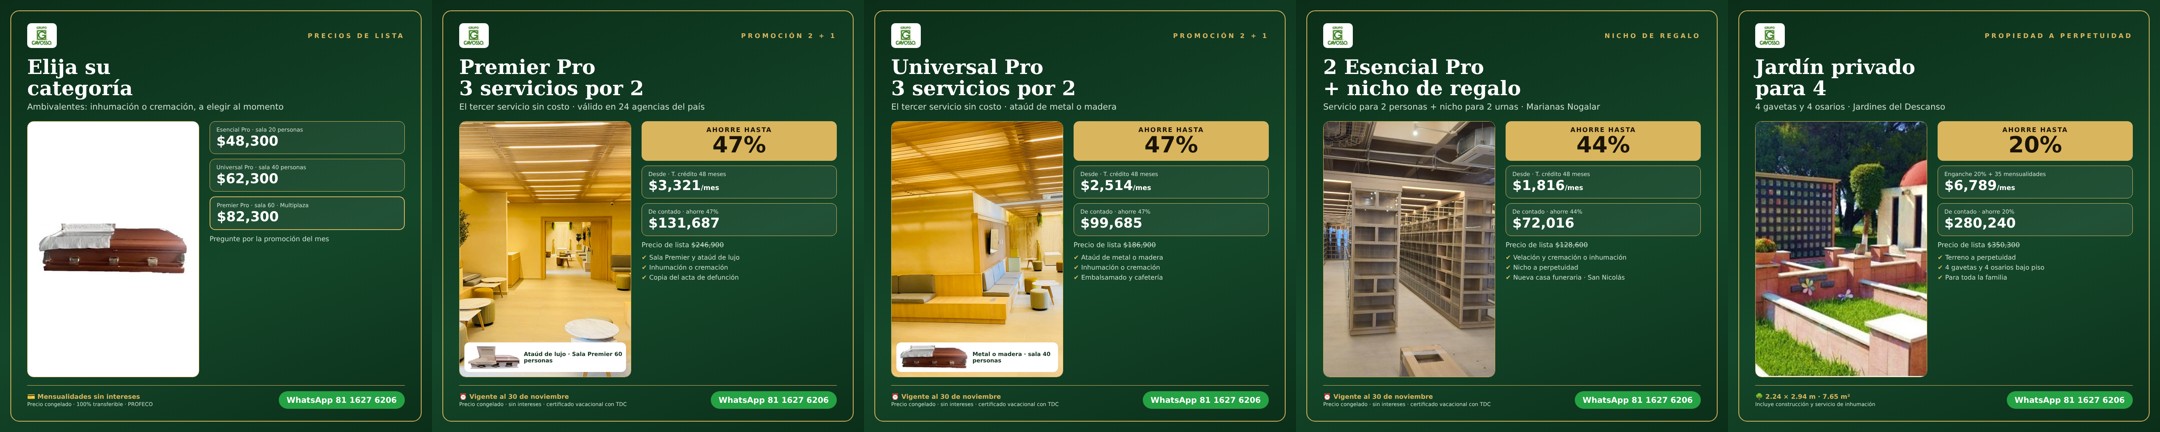 GRUPO
GAYOSSO
PRECIOS DE LISTA
Elija su
categoría
Ambivalentes: inhumación o cremación, a elegir al momento
Esencial Pro · sala 20 personas
$48,300
Universal Pro · sala 40 personas
$62,300
Premier Pro · sala 60 · Multiplaza
$82,300
Pregunte por la promoción del mes
💳 Mensualidades sin intereses
Precio congelado · 100% transferible · PROFECO
WhatsApp 81 1627 6206
GRUPO
GAYOSSO
PROMOCIÓN 2 + 1
Premier Pro
3 servicios por 2
El tercer servicio sin costo · válido en 24 agencias del país
AHORRE HASTA
47%
Desde · T. crédito 48 meses
$3,321/mes
De contado · ahorre 47%
$131,687
Precio de lista $246,900
✔ Sala Premier y ataúd de lujo
✔ Inhumación o cremación
✔ Copia del acta de defunción
Ataúd de lujo · Sala Premier 60
personas
⏰ Vigente al 30 de noviembre
Precio congelado · sin intereses · certificado vacacional con TDC
WhatsApp 81 1627 6206
GRUPO
GAYOSSO
PROMOCIÓN 2 + 1
Universal Pro
3 servicios por 2
El tercer servicio sin costo · ataúd de metal o madera
AHORRE HASTA
47%
Desde · T. crédito 48 meses
$2,514/mes
De contado · ahorre 47%
$99,685
Precio de lista $186,900
✔ Ataúd de metal o madera
✔ Inhumación o cremación
✔ Embalsamado y cafetería
Metal o madera · sala 40
personas
⏰ Vigente al 30 de noviembre
Precio congelado · sin intereses · certificado vacacional con TDC
WhatsApp 81 1627 6206
GRUPO
GAYOSSO
NICHO DE REGALO
2 Esencial Pro
+ nicho de regalo
Servicio para 2 personas + nicho para 2 urnas · Marianas Nogalar
AHORRE HASTA
44%
Desde · T. crédito 48 meses
$1,816/mes
De contado · ahorre 44%
$72,016
Precio de lista $128,600
✔ Velación y cremación o inhumación
✔ Nicho a perpetuidad
✔ Nueva casa funeraria · San Nicolás
⏰ Vigente al 30 de noviembre
Precio congelado · sin intereses · certificado vacacional con TDC
WhatsApp 81 1627 6206
GRUPO
GAYOSSO
PROPIEDAD A PERPETUIDAD
Jardín privado
para 4
4 gavetas y 4 osarios · Jardines del Descanso
AHORRE HASTA
20%
Enganche 20% + 35 mensualidades
$6,789/mes
De contado · ahorre 20%
$280,240
Precio de lista $350,300
✔ Terreno a perpetuidad
✔ 4 gavetas y 4 osarios bajo piso
✔ Para toda la familia
🌳 2.24 × 2.94 m · 7.65 m²
Incluye construcción y servicio de inhumación
WhatsApp 81 1627 6206